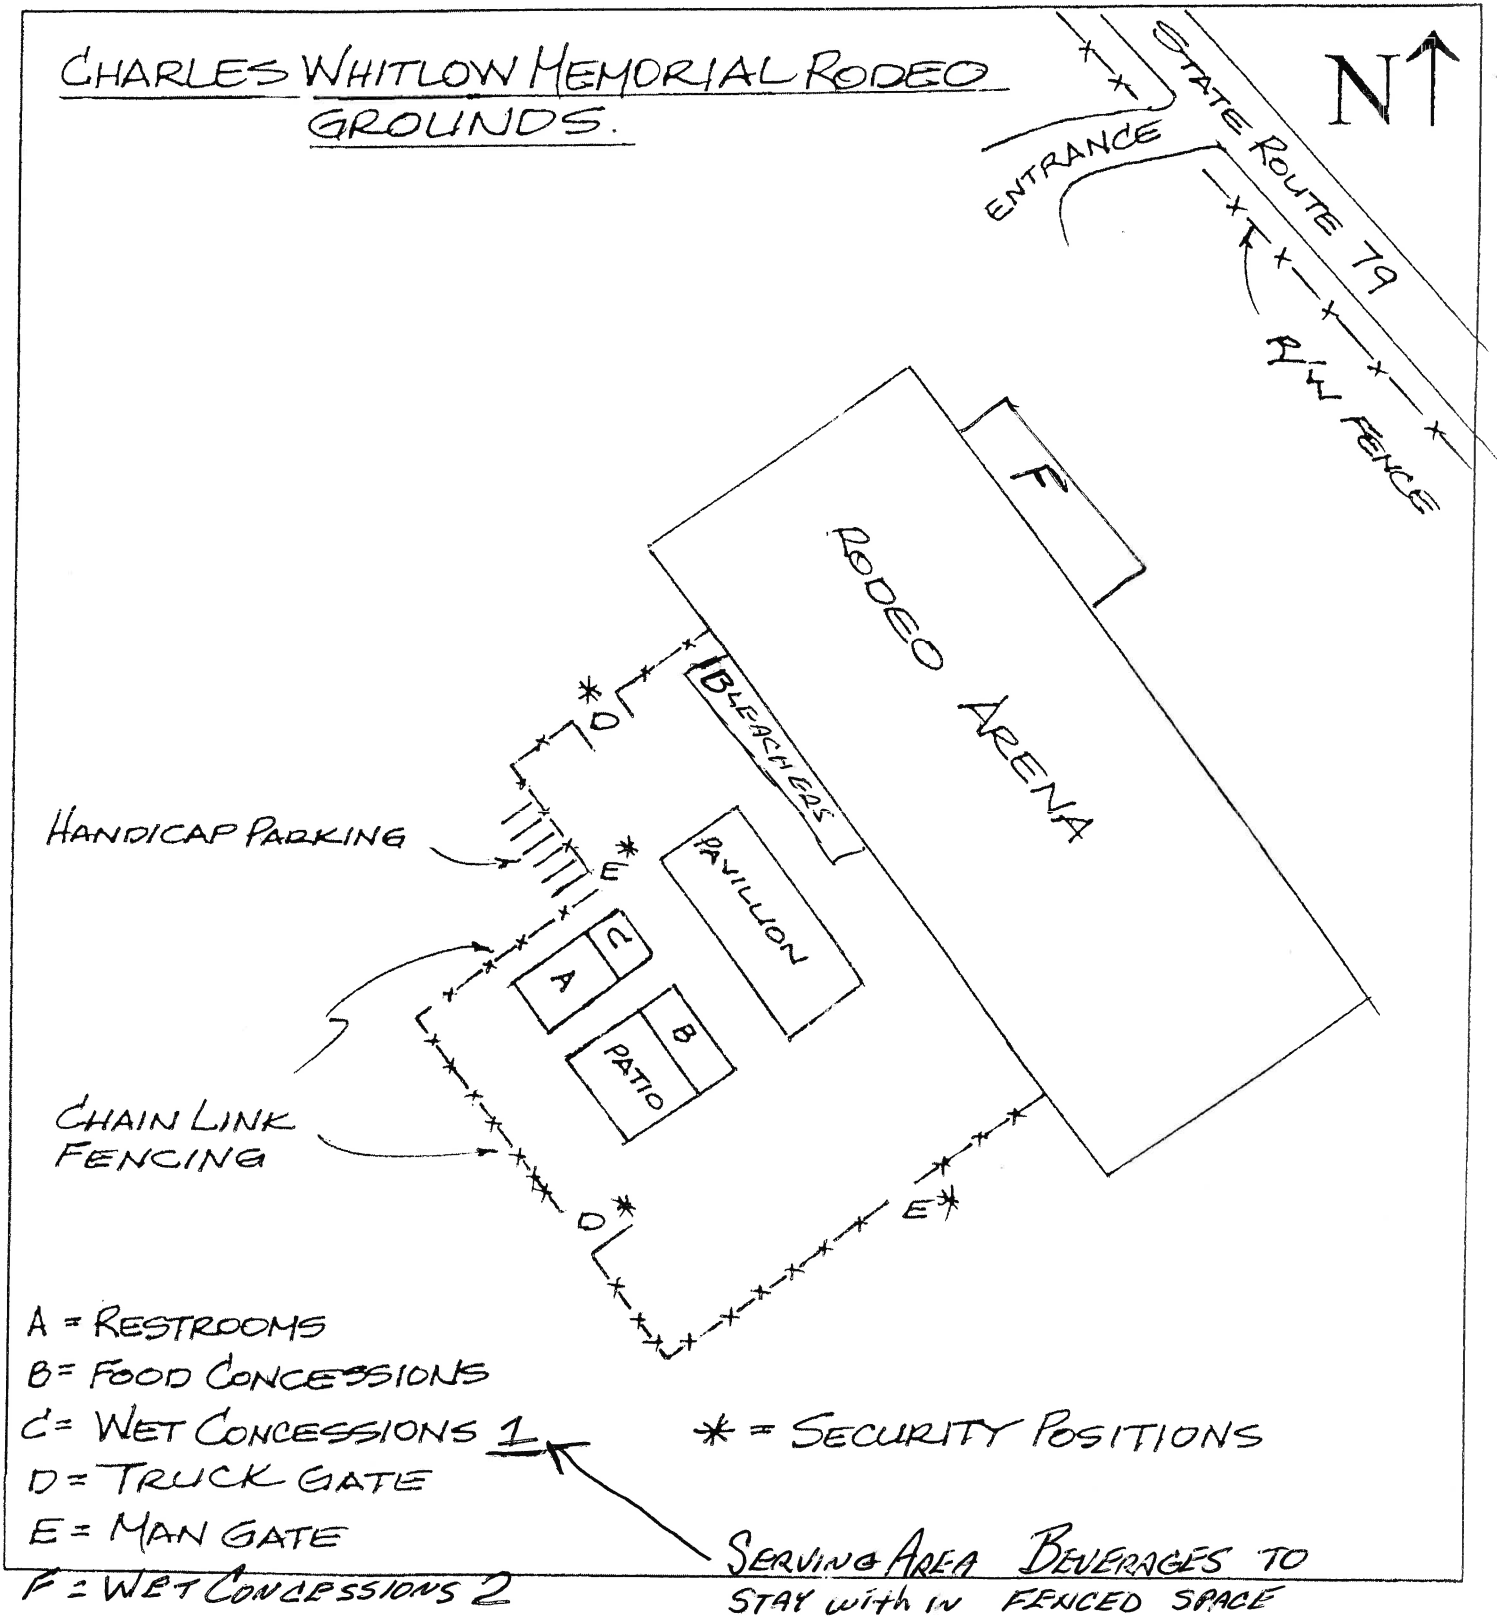 CHARLES WHITLOW MEMORIAL RODEO
GROUNDS.
N
STATE ROUTE 79
ENTRANCE
R/W FENCE
F
RODEO ARENA
BLEACHERS
*
D
HANDICAP PARKING
E *
PAVILLION
C
A
B
PATIO
CHAIN LINK
FENCING
D *
E *
A = RESTROOMS
B = FOOD CONCESSIONS
C = WET CONCESSIONS 1
D = TRUCK GATE
E = MAN GATE
F = WET CONCESSIONS 2
* = SECURITY POSITIONS
SERVING AREA BEVERAGES TO
STAY within FENCED SPACE